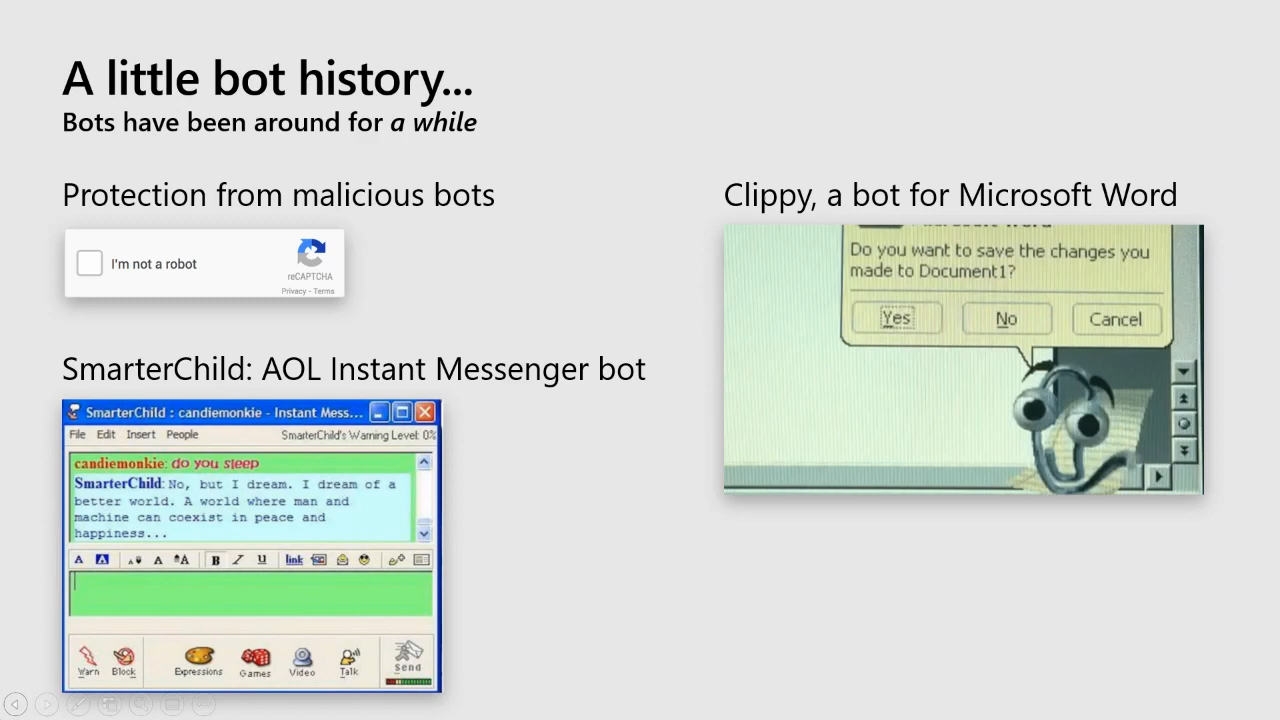 A little bot history...
Bots have been around for a while
Protection from malicious bots
I'm not a robot
reCAPTCHA
Privacy - Terms
SmarterChild: AOL Instant Messenger bot
SmarterChild : candiemonkie - Instant Mess...
File Edit Insert People SmarterChild's Warning Level: 0%
candiemonkie: do you sleep
SmarterChild: No, but I dream. I dream of a
better world. A world where man and
machine can coexist in peace and
happiness...
A A A A A B I U link
Warn Block Expressions Games Video Talk Send
Clippy, a bot for Microsoft Word
Do you want to save the changes you
made to Document1?
Yes No Cancel